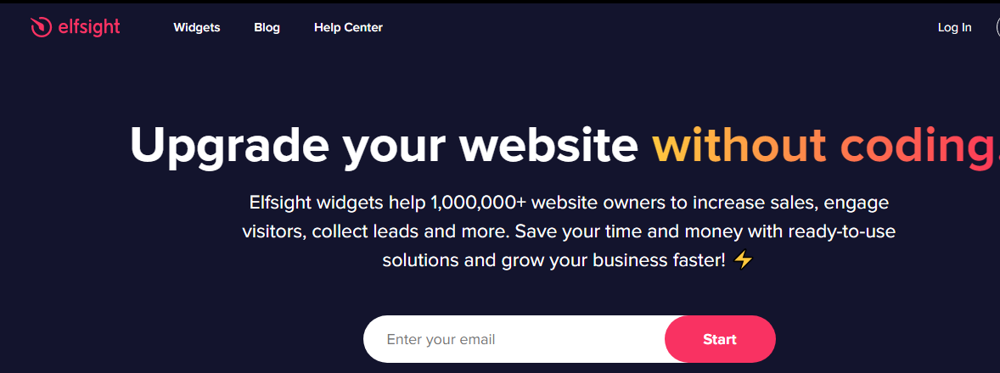 elfsight Widgets Blog Help Center Log In
Upgrade your website without coding.
Elfsight widgets help 1,000,000+ website owners to increase sales, engage
visitors, collect leads and more. Save your time and money with ready-to-use
solutions and grow your business faster! ⚡
Enter your email Start